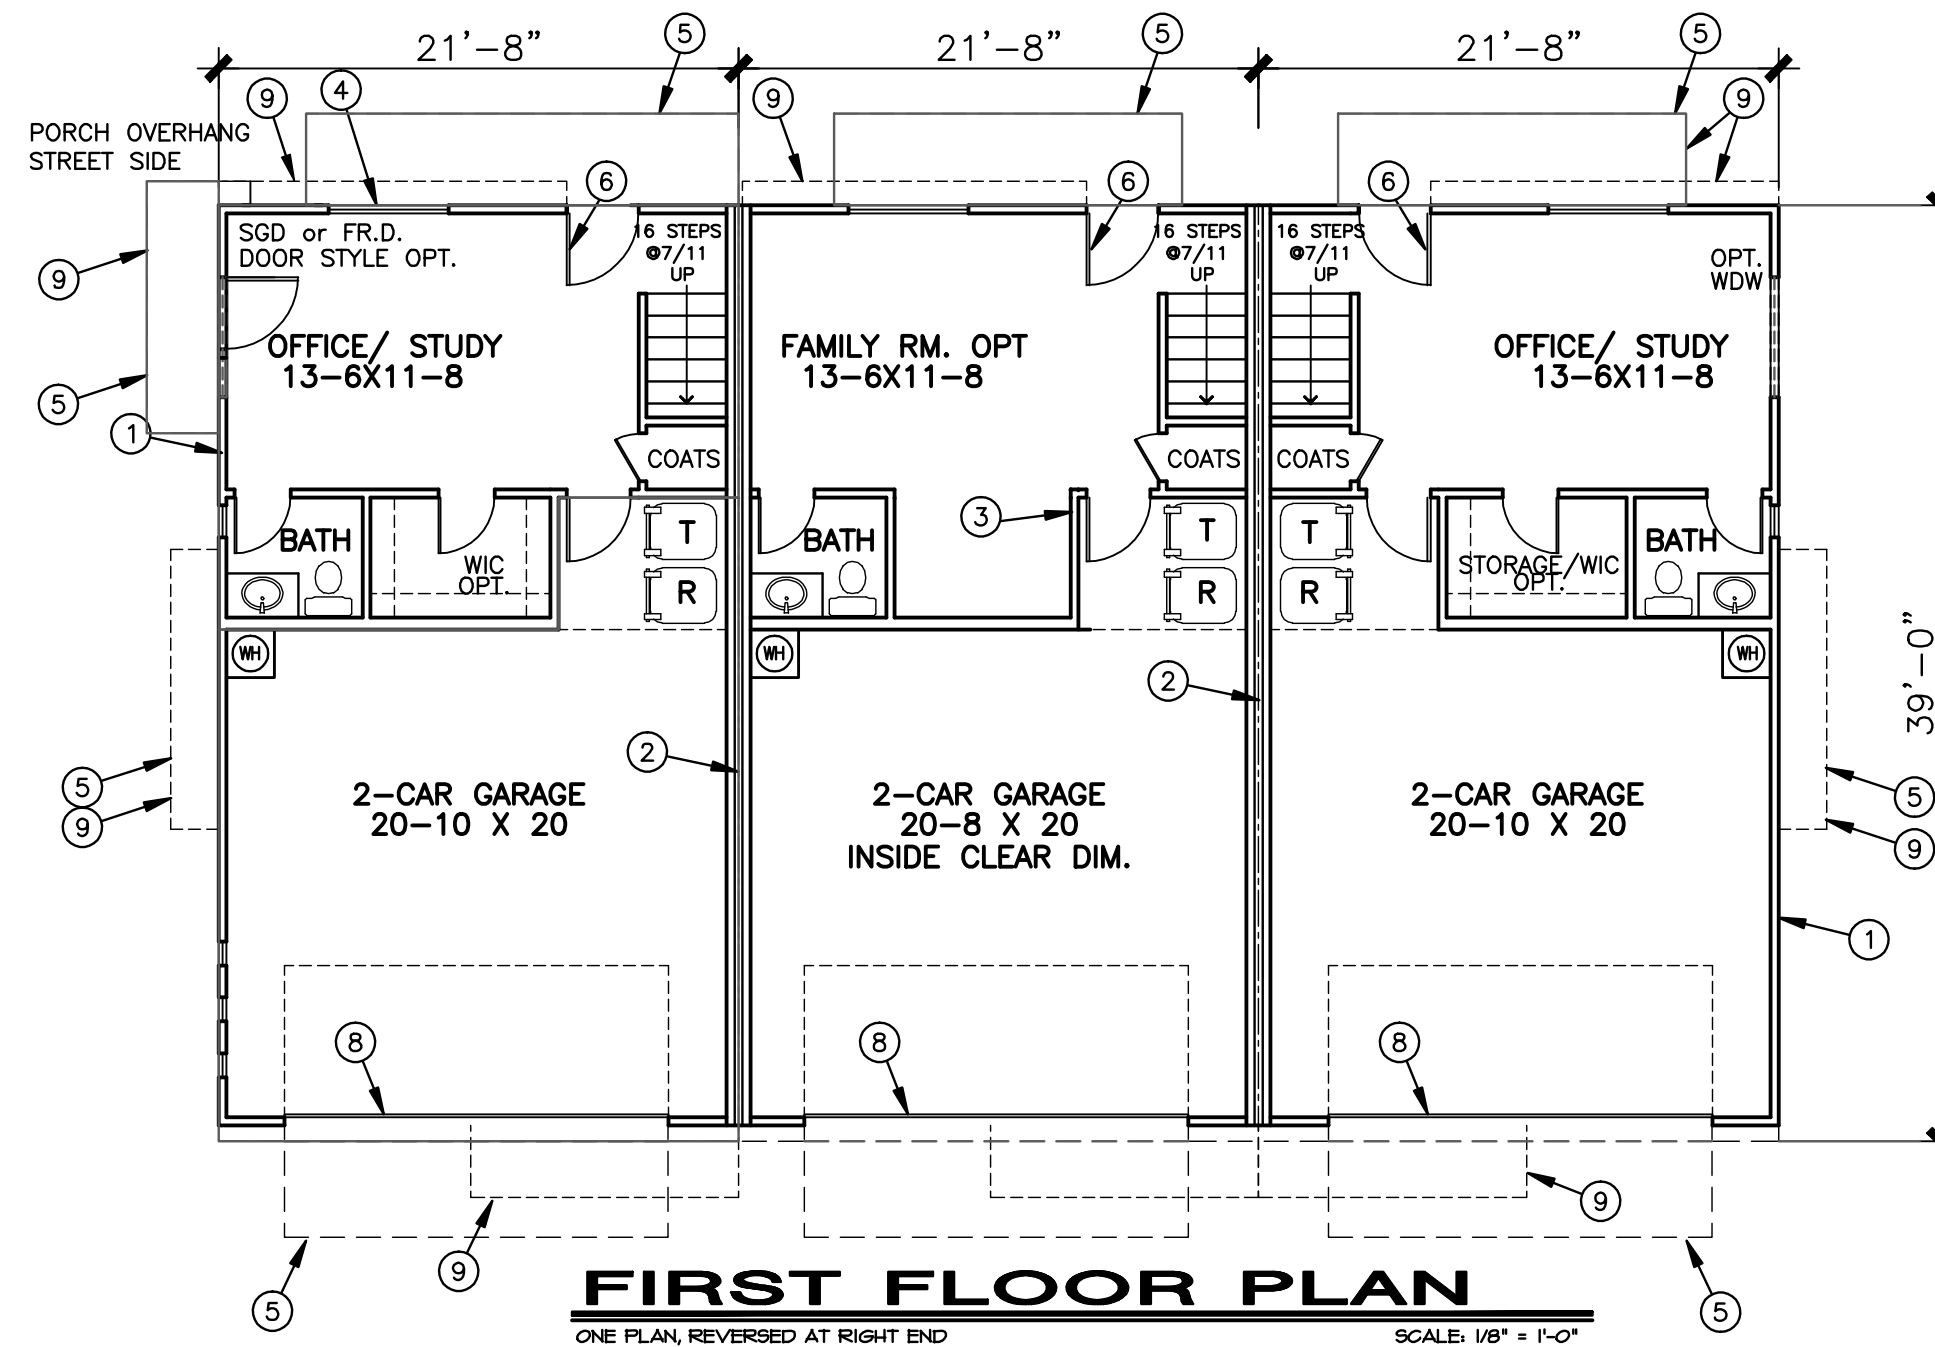 21'-8"
21'-8"
21'-8"
5
5
5
9
4
9
9
PORCH OVERHANG
STREET SIDE
6
6
6
SGD or FR.D.
DOOR STYLE OPT.
16 STEPS
@7/11
UP
16 STEPS
@7/11
UP
16 STEPS
@7/11
UP
OPT.
WDW
9
5
1
OFFICE/ STUDY
13-6X11-8
FAMILY RM. OPT
13-6X11-8
OFFICE/ STUDY
13-6X11-8
COATS
COATS
COATS
3
BATH
WIC
OPT.
T
R
BATH
T
R
T
R
STORAGE/WIC
OPT.
BATH
WH
WH
WH
39'-0"
2
2
5
9
5
9
2-CAR GARAGE
20-10 X 20
2-CAR GARAGE
20-8 X 20
INSIDE CLEAR DIM.
2-CAR GARAGE
20-10 X 20
1
8
8
8
9
9
5
5
FIRST FLOOR PLAN
ONE PLAN, REVERSED AT RIGHT END
SCALE: 1/8" = 1'-0"